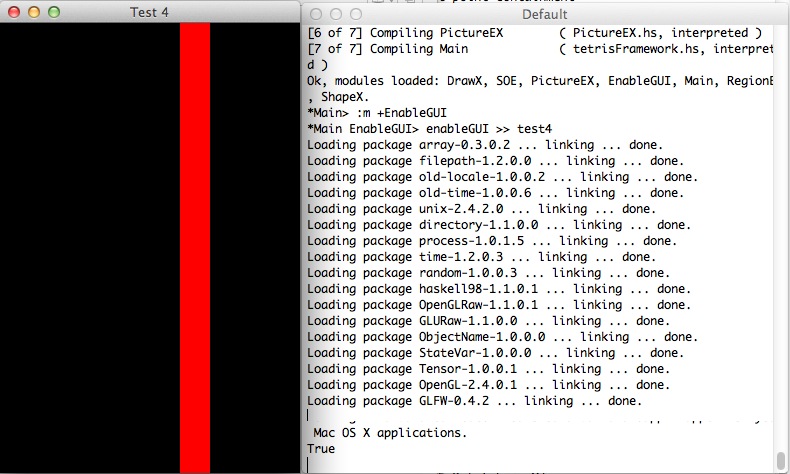 Test 4
Default
[6 of 7] Compiling PictureEX        ( PictureEX.hs, interpreted )
[7 of 7] Compiling Main             ( tetrisFramework.hs, interpret
d )
Ok, modules loaded: DrawX, SOE, PictureEX, EnableGUI, Main, RegionE
, ShapeX.
*Main> :m +EnableGUI
*Main EnableGUI> enableGUI >> test4
Loading package array-0.3.0.2 ... linking ... done.
Loading package filepath-1.2.0.0 ... linking ... done.
Loading package old-locale-1.0.0.2 ... linking ... done.
Loading package old-time-1.0.0.6 ... linking ... done.
Loading package unix-2.4.2.0 ... linking ... done.
Loading package directory-1.1.0.0 ... linking ... done.
Loading package process-1.0.1.5 ... linking ... done.
Loading package time-1.2.0.3 ... linking ... done.
Loading package random-1.0.0.3 ... linking ... done.
Loading package haskell98-1.1.0.1 ... linking ... done.
Loading package OpenGLRaw-1.1.0.1 ... linking ... done.
Loading package GLURaw-1.1.0.0 ... linking ... done.
Loading package ObjectName-1.0.0.0 ... linking ... done.
Loading package StateVar-1.0.0.0 ... linking ... done.
Loading package Tensor-1.0.0.1 ... linking ... done.
Loading package OpenGL-2.4.0.1 ... linking ... done.
Loading package GLFW-0.4.2 ... linking ... done.
Mac OS X applications.
True